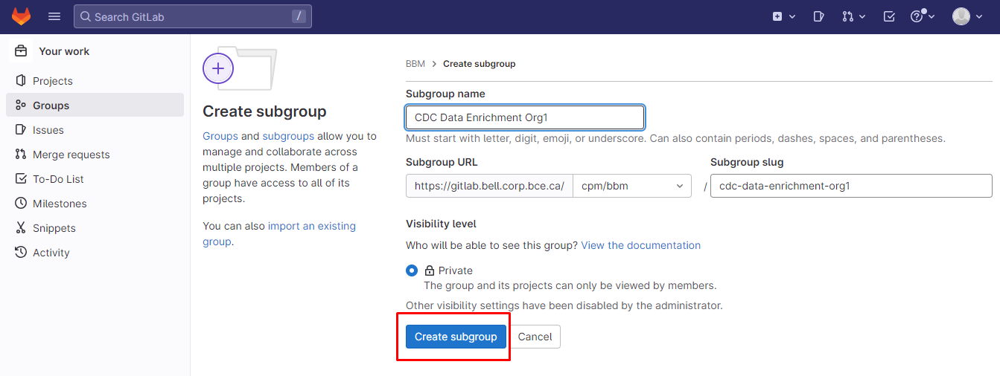 Search GitLab /
Your work
Projects
Groups
Issues
Merge requests
To-Do List
Milestones
Snippets
Activity
Create subgroup
Groups and subgroups allow you to
manage and collaborate across
multiple projects. Members of a
group have access to all of its
projects.
You can also import an existing
group.
BBM > Create subgroup
Subgroup name
CDC Data Enrichment Org1
Must start with letter, digit, emoji, or underscore. Can also contain periods, dashes, spaces, and parentheses.
Subgroup URL Subgroup slug
https://gitlab.bell.corp.bce.ca/ cpm/bbm / cdc-data-enrichment-org1
Visibility level
Who will be able to see this group? View the documentation
Private
The group and its projects can only be viewed by members.
Other visibility settings have been disabled by the administrator.
Create subgroup Cancel